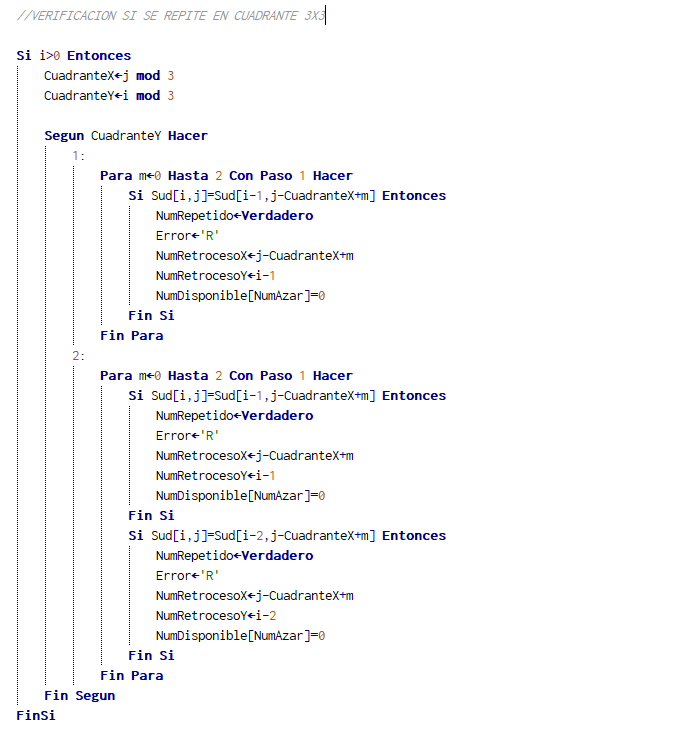 //VERIFICACION SI SE REPITE EN CUADRANTE 3X3
Si i>0 Entonces
CuadranteX←j mod 3
CuadranteY←i mod 3
Segun CuadranteY Hacer
1:
Para m←0 Hasta 2 Con Paso 1 Hacer
Si Sud[i,j]=Sud[i-1,j-CuadranteX+m] Entonces
NumRepetido←Verdadero
Error←'R'
NumRetrocesoX←j-CuadranteX+m
NumRetrocesoY←i-1
NumDisponible[NumAzar]=0
Fin Si
Fin Para
2:
Para m←0 Hasta 2 Con Paso 1 Hacer
Si Sud[i,j]=Sud[i-1,j-CuadranteX+m] Entonces
NumRepetido←Verdadero
Error←'R'
NumRetrocesoX←j-CuadranteX+m
NumRetrocesoY←i-1
NumDisponible[NumAzar]=0
Fin Si
Si Sud[i,j]=Sud[i-2,j-CuadranteX+m] Entonces
NumRepetido←Verdadero
Error←'R'
NumRetrocesoX←j-CuadranteX+m
NumRetrocesoY←i-2
NumDisponible[NumAzar]=0
Fin Si
Fin Para
Fin Segun
FinSi